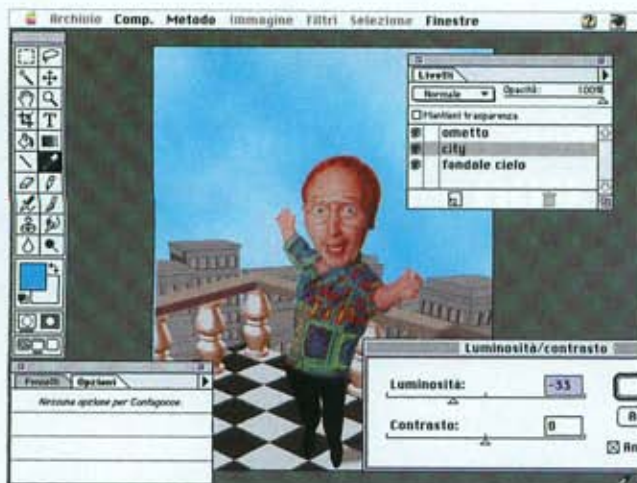 Archivio Comp. Metodo Immagine Filtri Selezione Finestre
Livelli
Normale Opacità: 100%
Mantieni trasparenza
ometto
city
fondale cielo
Luminosità/contrasto
Luminosità: -33
Contrasto: 0
An
Pennelli Opzioni
Nessuna opzione per Contagocce.